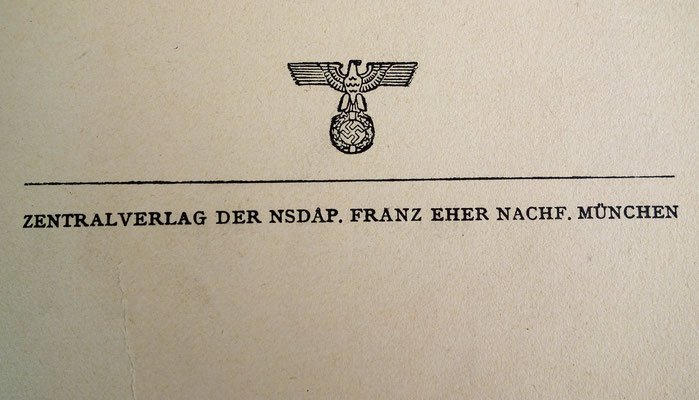 ZENTRALVERLAG DER NSDAP. FRANZ EHER NACHF. MÜNCHEN